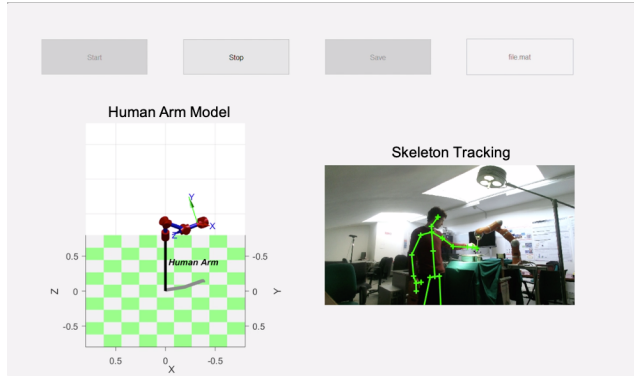 Start
Stop
Save
file.mat
Human Arm Model
Skeleton Tracking
Y
X
Z
Human Arm
0.5
0
-0.5
Z
-0.5
0
0.5
Y
0.5
0
-0.5
X